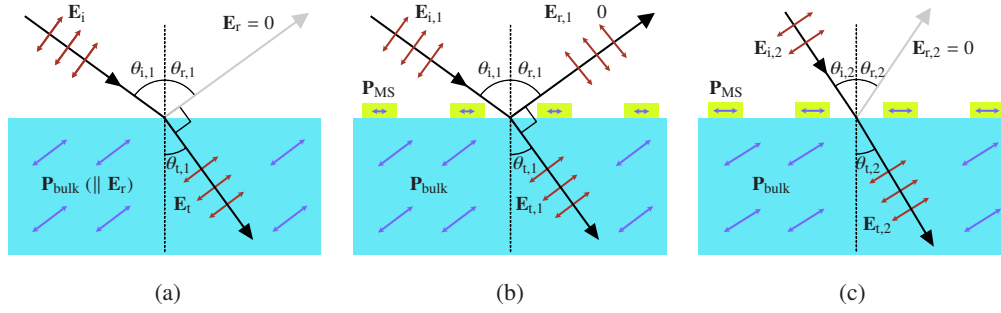 E_i
E_r = 0
θ_i,1
θ_r,1
θ_t,1
P_bulk (∥ E_r)
E_t
(a)
E_i,1
E_r,1 0
θ_i,1
θ_r,1
P_MS
θ_t,1
P_bulk
E_t,1
(b)
E_i,2
E_r,2 = 0
θ_i,2
θ_r,2
P_MS
θ_t,2
P_bulk
E_t,2
(c)